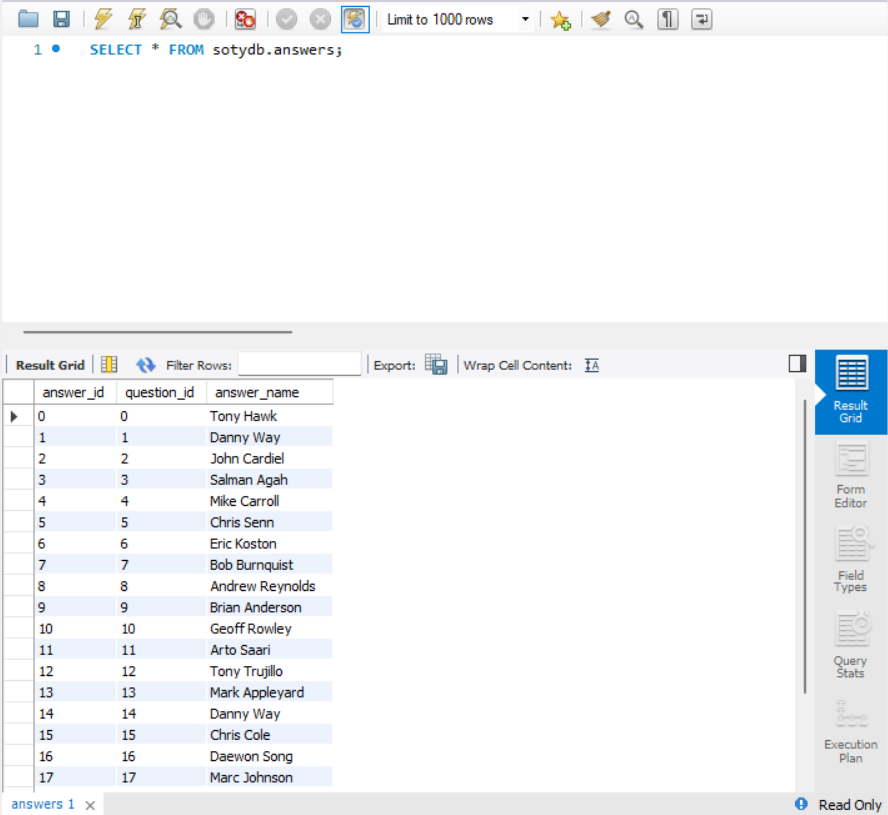 Limit to 1000 rows
1 SELECT * FROM sotydb.answers;
Result Grid Filter Rows: Export: Wrap Cell Content:
answer_id question_id answer_name
0 0 Tony Hawk
1 1 Danny Way
2 2 John Cardiel
3 3 Salman Agah
4 4 Mike Carroll
5 5 Chris Senn
6 6 Eric Koston
7 7 Bob Burnquist
8 8 Andrew Reynolds
9 9 Brian Anderson
10 10 Geoff Rowley
11 11 Arto Saari
12 12 Tony Trujillo
13 13 Mark Appleyard
14 14 Danny Way
15 15 Chris Cole
16 16 Daewon Song
17 17 Marc Johnson
Result
Grid
Form
Editor
Field
Types
Query
Stats
Execution
Plan
answers 1
Read Only